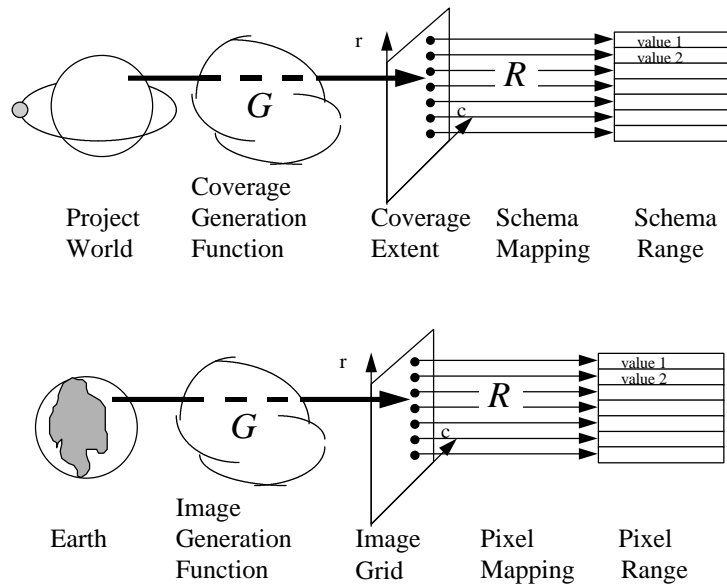 r
value 1
value 2
G
R
c
Project World
Coverage Generation Function
Coverage Extent
Schema Mapping
Schema Range
r
value 1
value 2
G
R
c
Earth
Image Generation Function
Image Grid
Pixel Mapping
Pixel Range